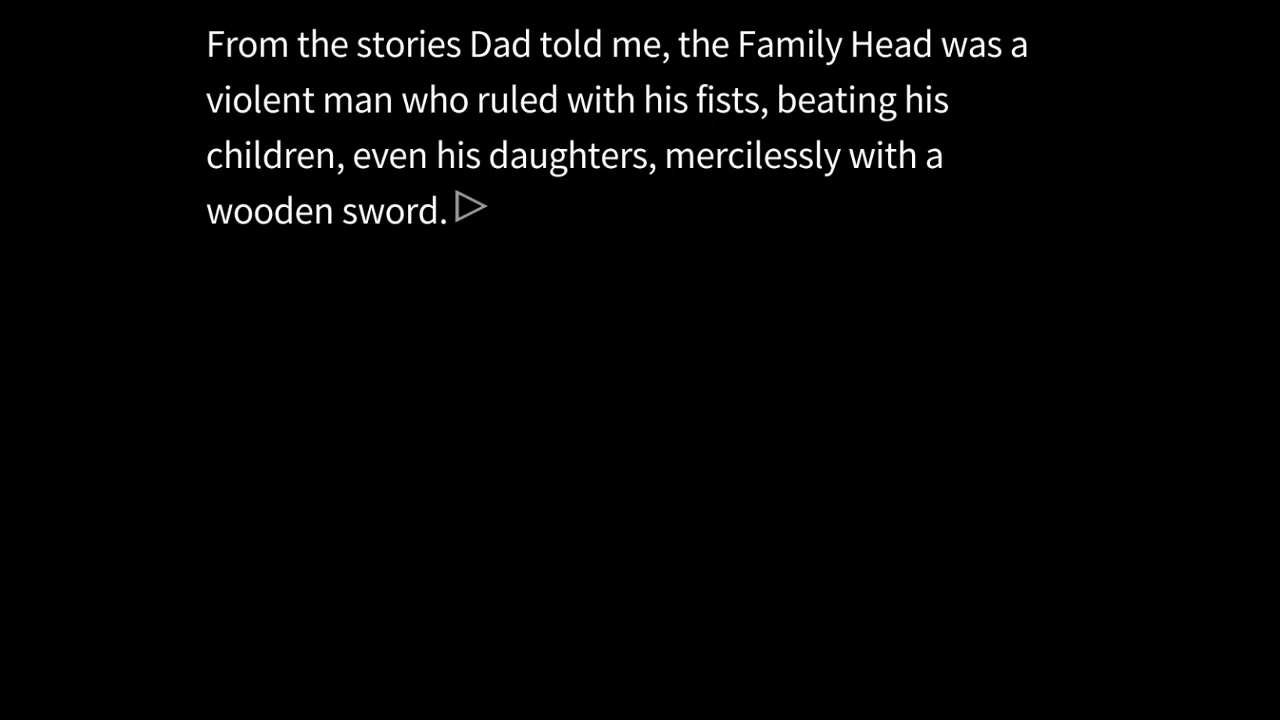 From the stories Dad told me, the Family Head was a
violent man who ruled with his fists, beating his
children, even his daughters, mercilessly with a
wooden sword.